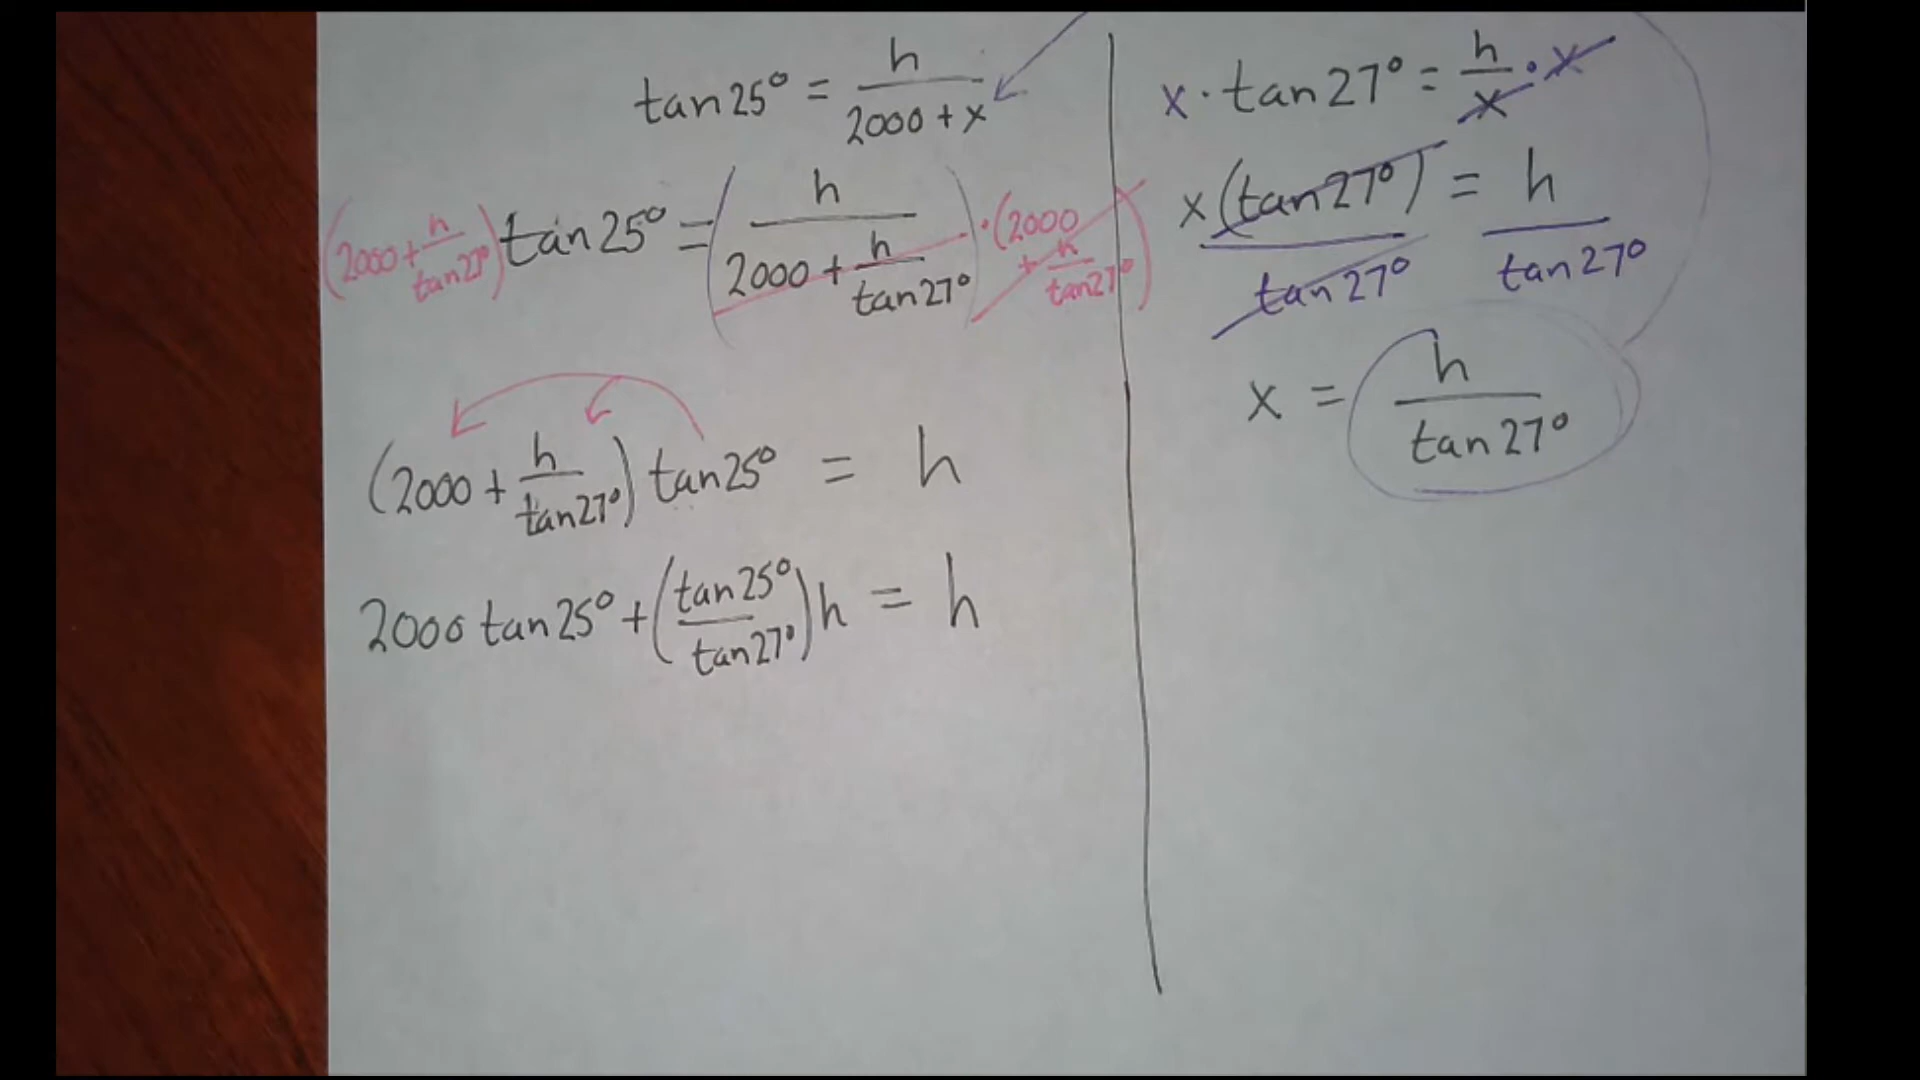 tan25° = h/(2000 + x)
(2000 + h/tan27°) tan25° = (h/(2000 + h/tan27°)) · (2000 + h/tan27°)
(2000 + h/tan27°) tan25° = h
2000 tan25° + (tan25°/tan27°)h = h
x · tan27° = h/x · x
x(tan27°)/tan27° = h/tan27°
x = h/tan27°